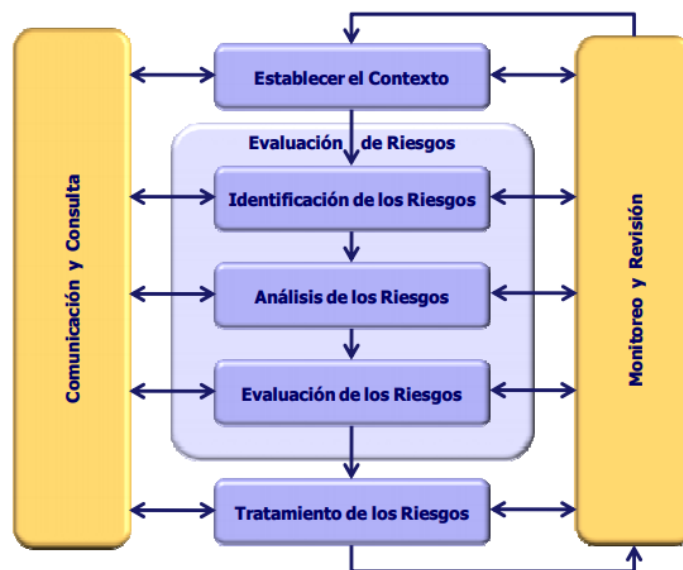 Comunicación y Consulta
Establecer el Contexto
Evaluación de Riesgos
Identificación de los Riesgos
Análisis de los Riesgos
Evaluación de los Riesgos
Tratamiento de los Riesgos
Monitoreo y Revisión